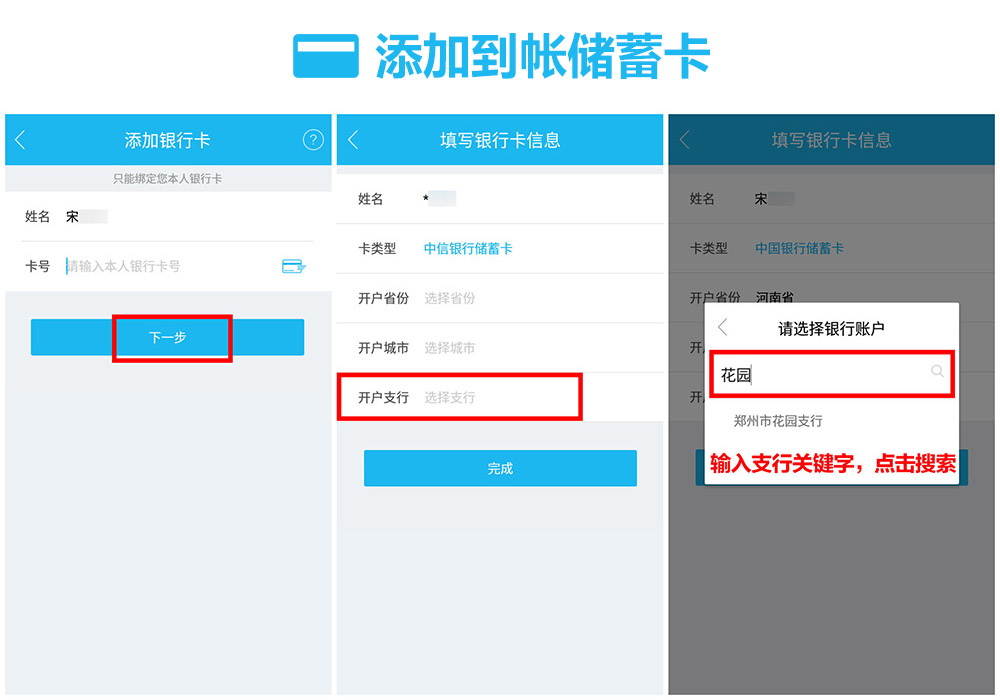 添加到帐储蓄卡
添加银行卡
?
只能绑定您本人银行卡
姓名 宋
卡号 请输入本人银行卡号
下一步
填写银行卡信息
姓名 *
卡类型 中信银行储蓄卡
开户省份 选择省份
开户城市 选择城市
开户支行 选择支行
完成
填写银行卡信息
姓名 宋
卡类型 中国银行储蓄卡
开户省份 河南省
开
开
请选择银行账户
花园
郑州市花园支行
输入支行关键字，点击搜索